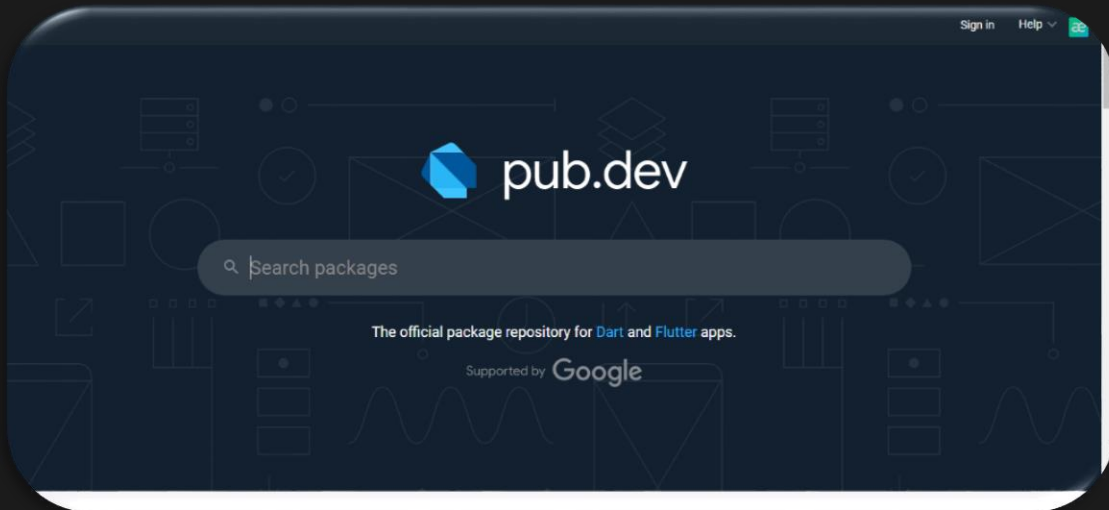 Sign in Help
æ
pub.dev
Search packages
The official package repository for Dart and Flutter apps.
Supported by Google